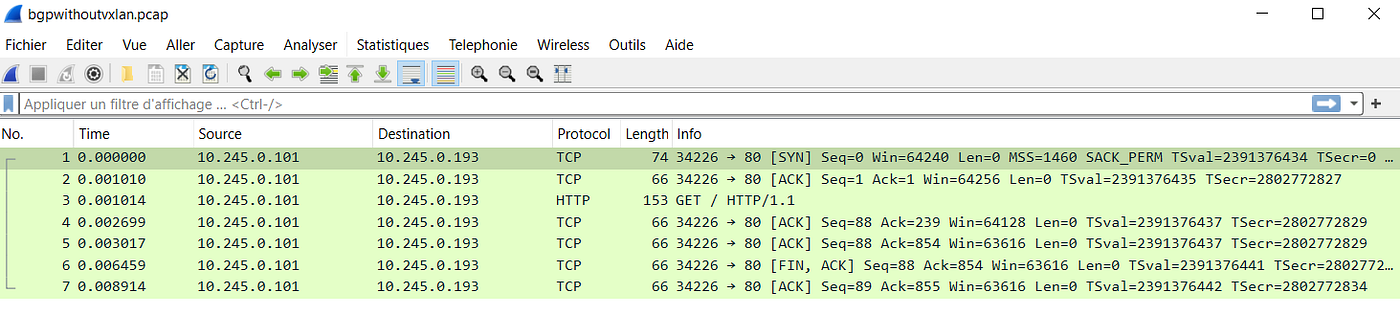 bgpwithoutvxlan.pcap
Fichier Editer Vue Aller Capture Analyser Statistiques Telephonie Wireless Outils Aide
Appliquer un filtre d'affichage ... <Ctrl-/>
No. Time Source Destination Protocol Length Info
1 0.000000 10.245.0.101 10.245.0.193 TCP 74 34226 → 80 [SYN] Seq=0 Win=64240 Len=0 MSS=1460 SACK_PERM TSval=2391376434 TSecr=0 …
2 0.001010 10.245.0.101 10.245.0.193 TCP 66 34226 → 80 [ACK] Seq=1 Ack=1 Win=64256 Len=0 TSval=2391376435 TSecr=2802772827
3 0.001014 10.245.0.101 10.245.0.193 HTTP 153 GET / HTTP/1.1
4 0.002699 10.245.0.101 10.245.0.193 TCP 66 34226 → 80 [ACK] Seq=88 Ack=239 Win=64128 Len=0 TSval=2391376437 TSecr=2802772829
5 0.003017 10.245.0.101 10.245.0.193 TCP 66 34226 → 80 [ACK] Seq=88 Ack=854 Win=63616 Len=0 TSval=2391376437 TSecr=2802772829
6 0.006459 10.245.0.101 10.245.0.193 TCP 66 34226 → 80 [FIN, ACK] Seq=88 Ack=854 Win=63616 Len=0 TSval=2391376441 TSecr=2802772…
7 0.008914 10.245.0.101 10.245.0.193 TCP 66 34226 → 80 [ACK] Seq=89 Ack=855 Win=63616 Len=0 TSval=2391376442 TSecr=2802772834